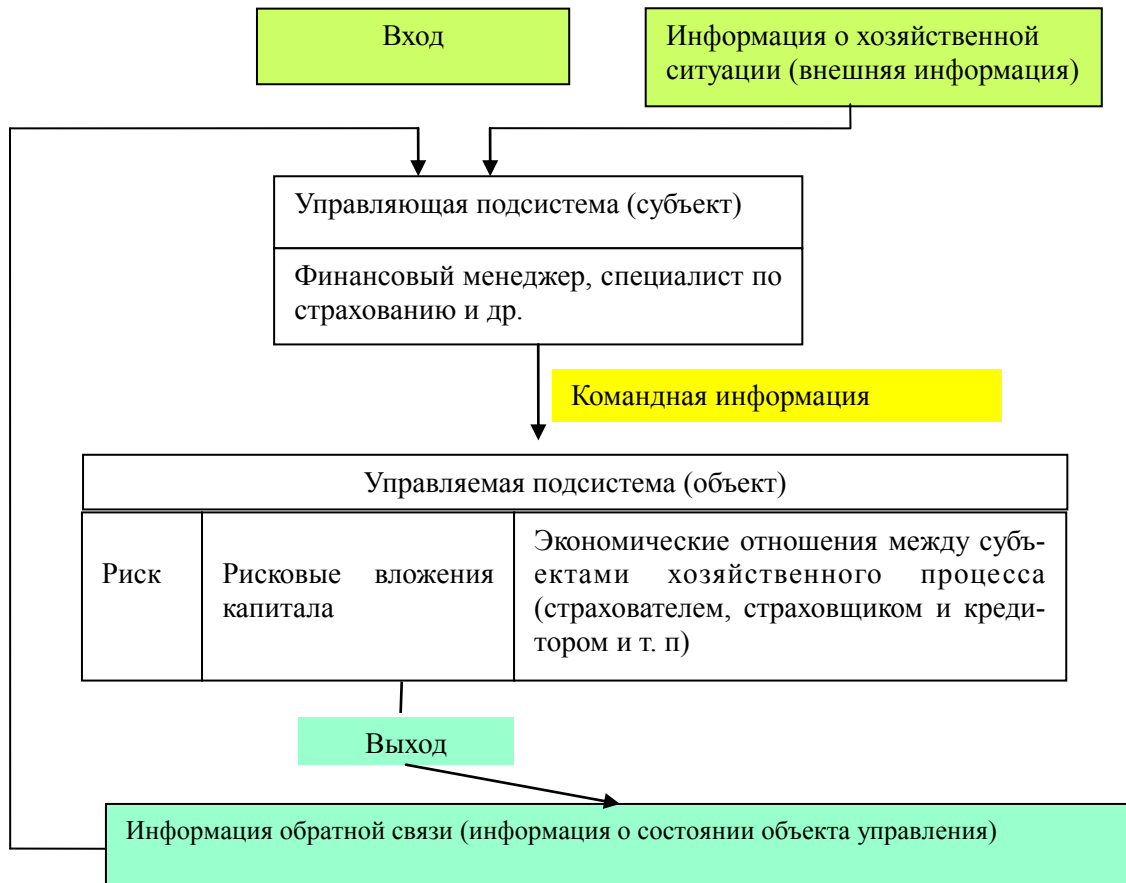 Вход
Информация о хозяйственной
ситуации (внешняя информация)
Управляющая подсистема (субъект)
Финансовый менеджер, специалист по
страхованию и др.
Командная информация
Управляемая подсистема (объект)
Риск
Рисковые вложения
капитала
Экономические отношения между субъ-
ектами хозяйственного процесса
(страхователем, страховщиком и креди-
тором и т. п)
Выход
Информация обратной связи (информация о состоянии объекта управления)